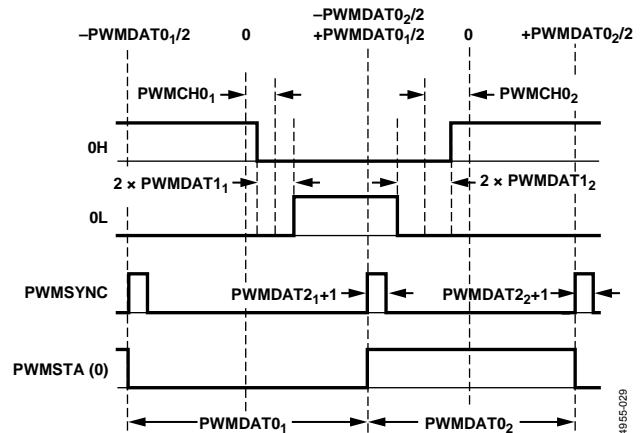 −PWMDAT0₂/2
−PWMDAT0₁/2 0 +PWMDAT0₁/2 0 +PWMDAT0₂/2
PWMCH0₁ PWMCH0₂
0H
2 × PWMDAT1₁ 2 × PWMDAT1₂
0L
PWMSYNC PWMDAT2₁+1 PWMDAT2₂+1
PWMSTA (0)
PWMDAT0₁ PWMDAT0₂
4955-029